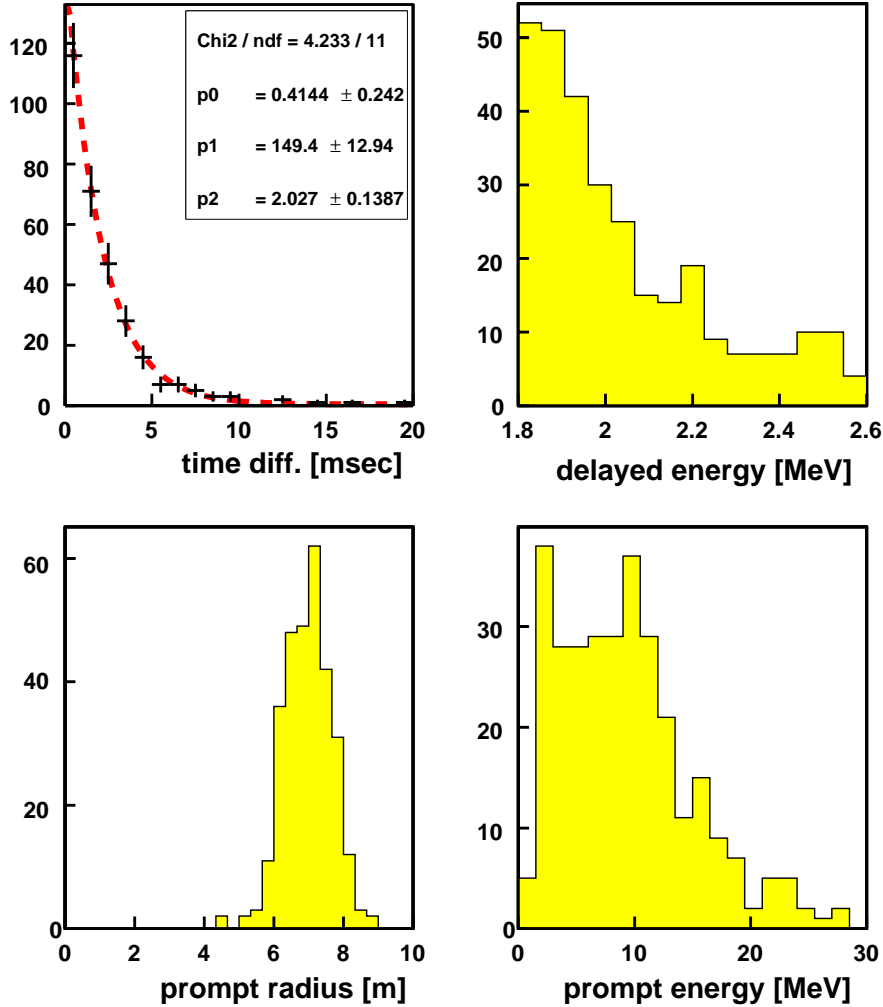 120
100
80
60
40
20
0
Chi2 / ndf = 4.233 / 11
p0 = 0.4144 ± 0.242
p1 = 149.4 ± 12.94
p2 = 2.027 ± 0.1387
0 5 10 15 20
time diff. [msec]
50
40
30
20
10
0
1.8 2 2.2 2.4 2.6
delayed energy [MeV]
60
40
20
0
0 2 4 6 8 10
prompt radius [m]
30
20
10
0
0 10 20 30
prompt energy [MeV]